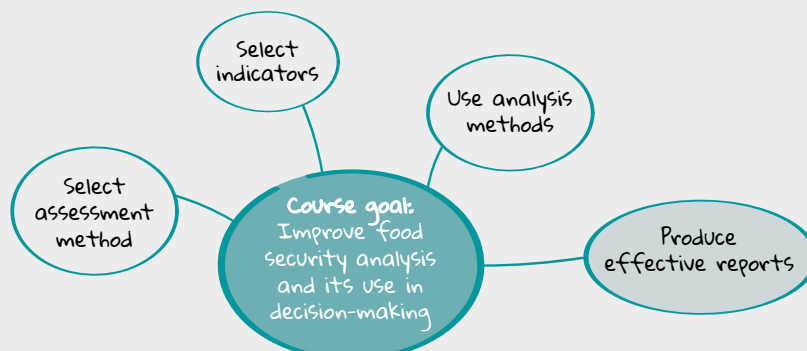 Select
indicators
Use analysis
methods
Select
assessment
method
Course goal:
Improve food
security analysis
and its use in
decision-making
Produce
effective reports